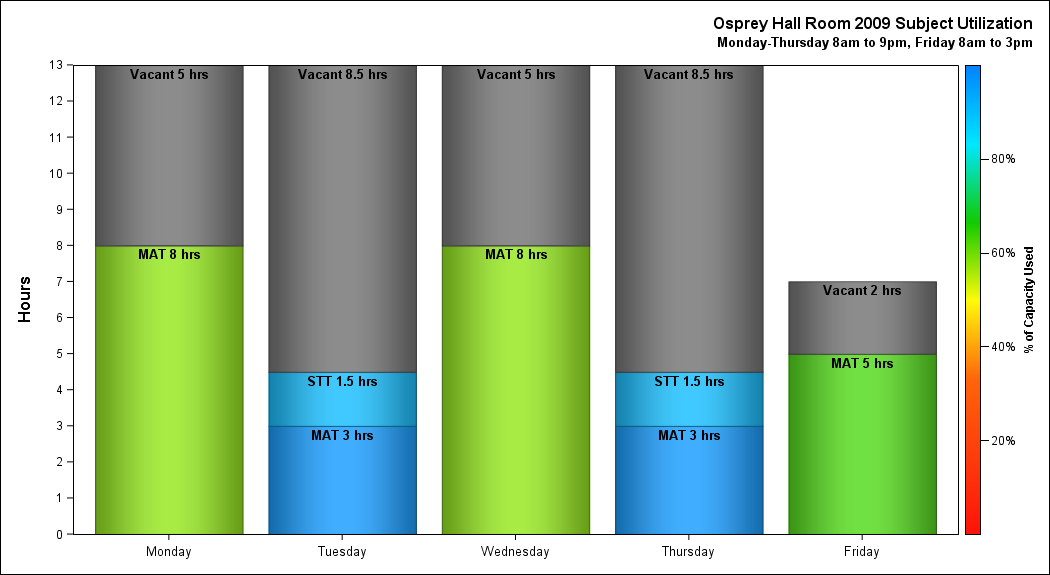 Osprey Hall Room 2009 Subject Utilization
Monday-Thursday 8am to 9pm, Friday 8am to 3pm
Hours
13
12
11
10
9
8
7
6
5
4
3
2
1
0
Vacant 5 hrs
MAT 8 hrs
Vacant 8.5 hrs
STT 1.5 hrs
MAT 3 hrs
Vacant 5 hrs
MAT 8 hrs
Vacant 8.5 hrs
STT 1.5 hrs
MAT 3 hrs
Vacant 2 hrs
MAT 5 hrs
Monday
Tuesday
Wednesday
Thursday
Friday
80%
60%
40%
20%
% of Capacity Used